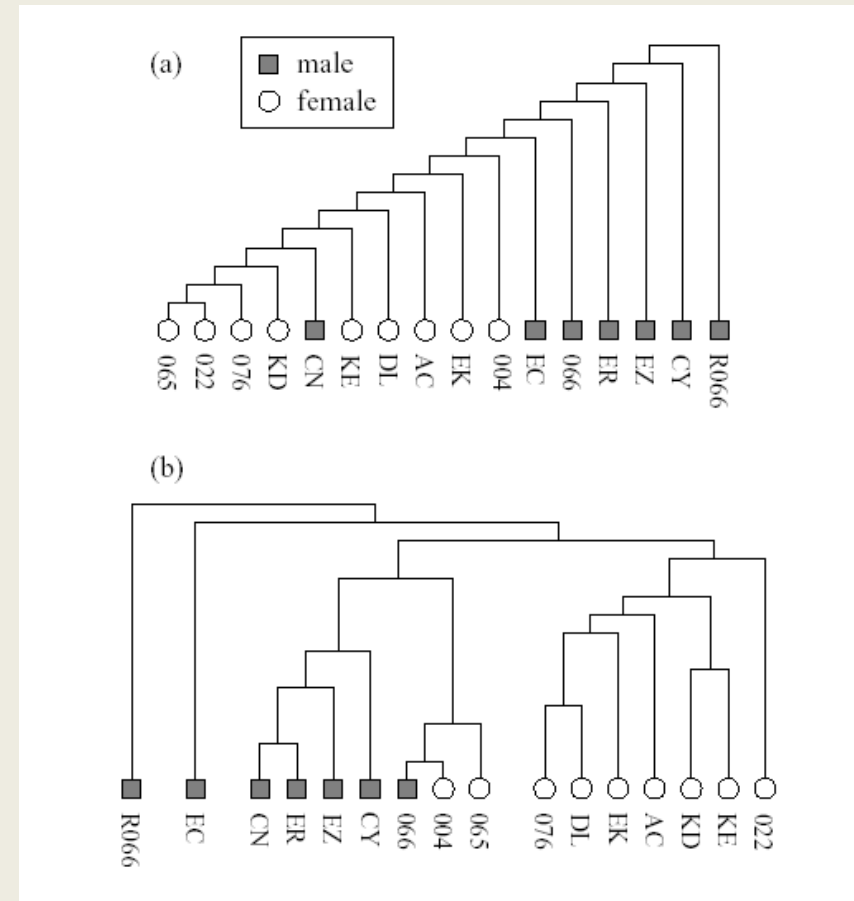 (a)
male
female
065 022 076 KD CN KE DL AC EK 004 EC 066 ER EZ CY R066
(b)
R066 EC CN ER EZ CY 066 004 065 076 DL EK AC KD KE 022